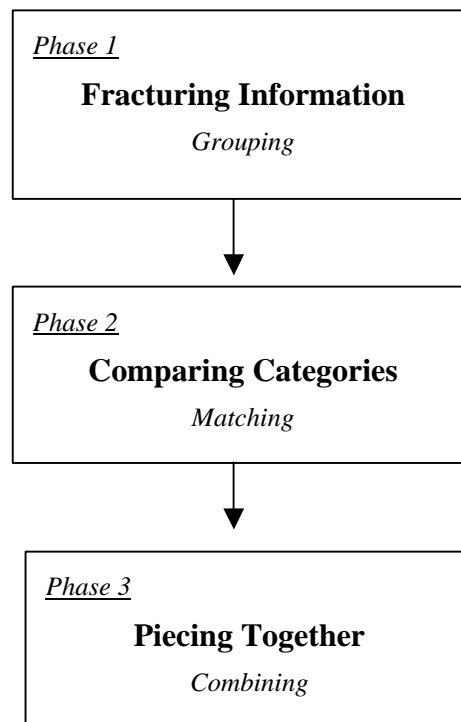 Phase 1
Fracturing Information
Grouping
Phase 2
Comparing Categories
Matching
Phase 3
Piecing Together
Combining